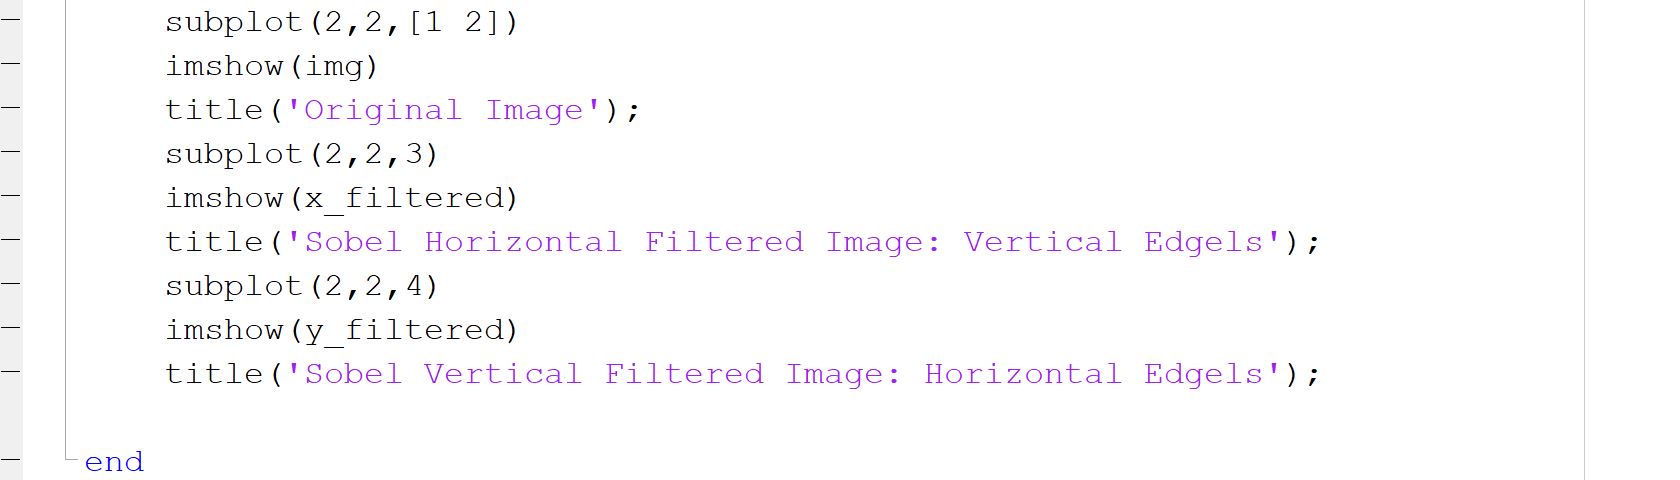 subplot(2,2,[1 2])
imshow(img)
title('Original Image');
subplot(2,2,3)
imshow(x_filtered)
title('Sobel Horizontal Filtered Image: Vertical Edgels');
subplot(2,2,4)
imshow(y_filtered)
title('Sobel Vertical Filtered Image: Horizontal Edgels');
end